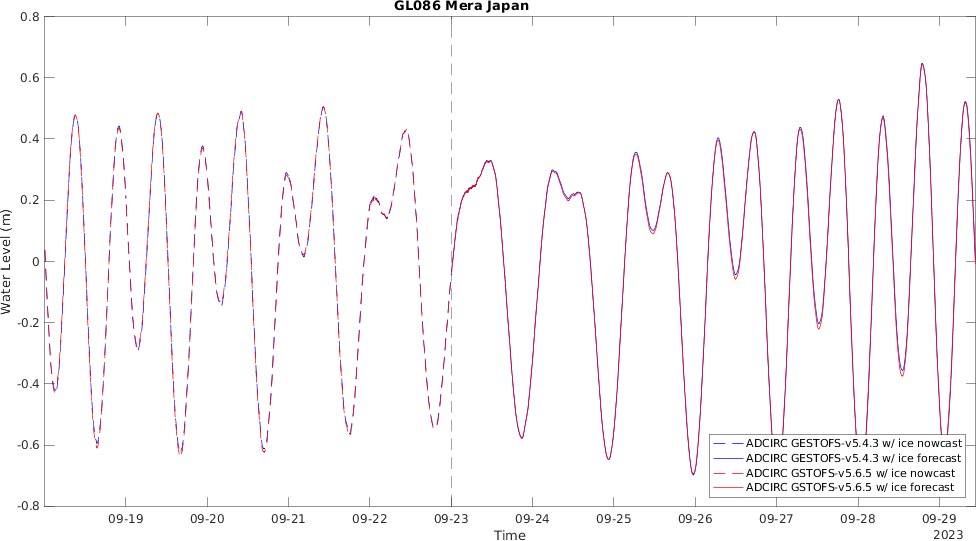 GL086 Mera Japan
0.8
0.6
0.4
0.2
0
-0.2
-0.4
-0.6
-0.8
Water Level (m)
ADCIRC GESTOFS-v5.4.3 w/ ice nowcast
ADCIRC GESTOFS-v5.4.3 w/ ice forecast
ADCIRC GSTOFS-v5.6.5 w/ ice nowcast
ADCIRC GSTOFS-v5.6.5 w/ ice forecast
09-19 09-20 09-21 09-22 09-23 09-24 09-25 09-26 09-27 09-28 09-29
Time
2023